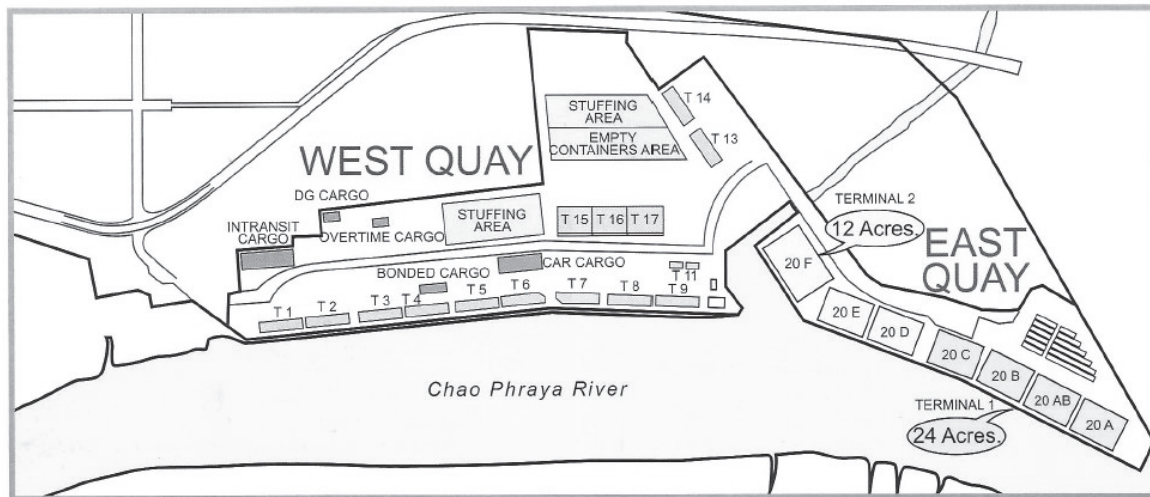 STUFFING
AREA
EMPTY
CONTAINERS AREA
T 14
T 13
WEST QUAY
DG CARGO
INTRANSIT
CARGO
OVERTIME CARGO
STUFFING
AREA
T 15
T 16
T 17
TERMINAL 2
12 Acres.
EAST
QUAY
20 F
BONDED CARGO
CAR CARGO
T 11
T 1
T 2
T 3
T 4
T 5
T 6
T 7
T 8
T 9
20 E
20 D
20 C
20 B
20 AB
20 A
Chao Phraya River
TERMINAL 1
24 Acres.